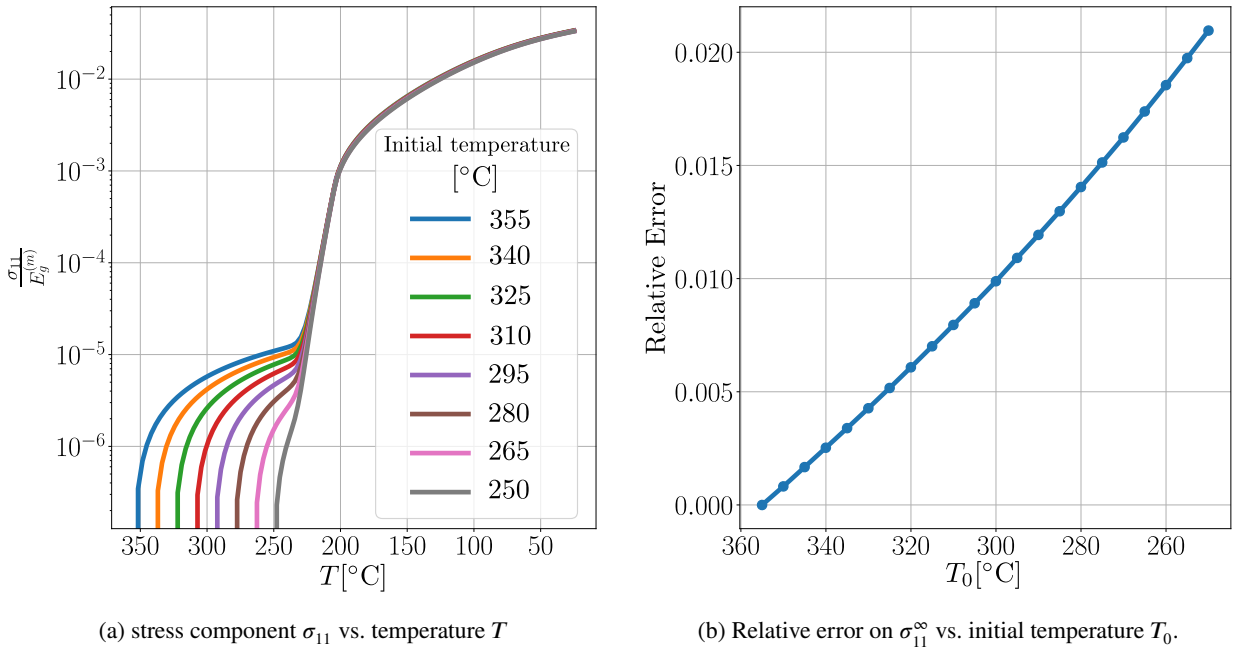 10⁻²
10⁻³
10⁻⁴
10⁻⁵
10⁻⁶
σ₁₁
E_g^(m)
Initial temperature
[°C]
355
340
325
310
295
280
265
250
350 300 250 200 150 100 50
T[°C]
(a) stress component σ₁₁ vs. temperature T
0.020
0.015
0.010
0.005
0.000
Relative Error
360 340 320 300 280 260
T₀[°C]
(b) Relative error on σ₁₁^∞ vs. initial temperature T₀.